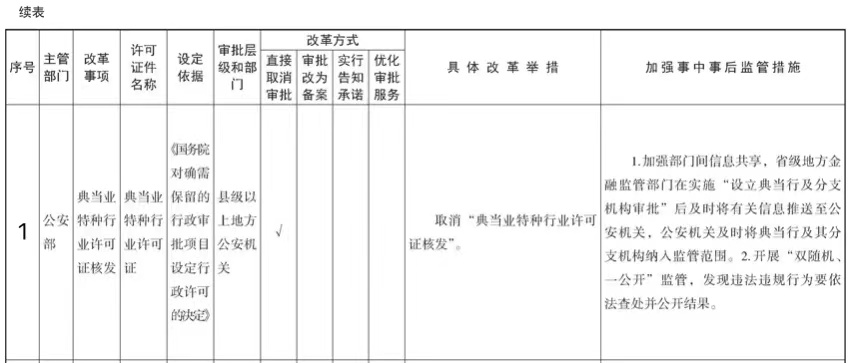 续表
序号
主管
部门
改革
事项
许可
证件
名称
设定
依据
审批层
级和部
门
改革方式
直接
取消
审批
审批
改为
备案
实行
告知
承诺
优化
审批
服务
具体改革举措
加强事中事后监管措施
1
公安
部
典当业
特种行
业许可
证核发
典当业
特种行
业许可
证
《国务院
对确需
保留的
行政审
批项目
设定行
政许可
的决定》
县级以
上地方
公安机
关
√
取消“典当业特种行业许可
证核发”。
1.加强部门间信息共享，省级地方金
融监管部门在实施“设立典当行及分支
机构审批”后及时将有关信息推送至公
安机关，公安机关及时将典当行及其分
支机构纳入监管范围。2.开展“双随机、
一公开”监管，发现违法违规行为要依
法查处并公开结果。